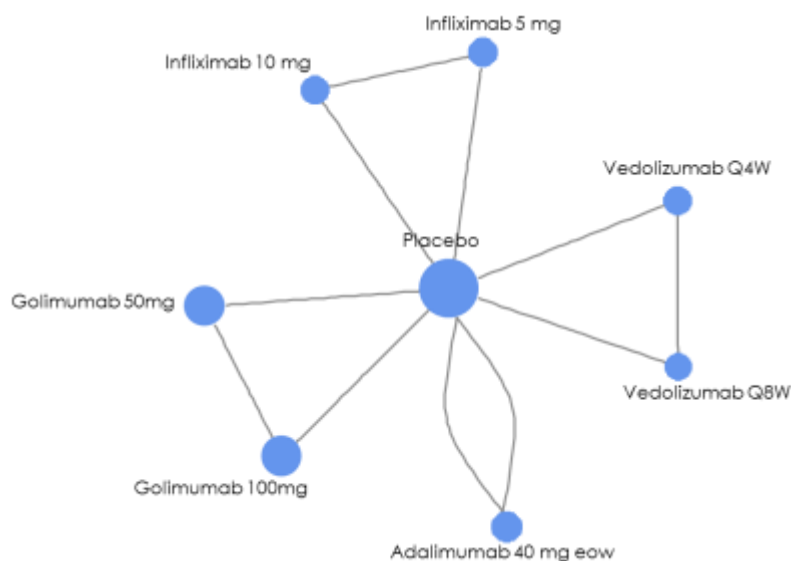 Infliximab 5 mg
Infliximab 10 mg
Vedolizumab Q4W
Placebo
Golimumab 50mg
Vedolizumab Q8W
Golimumab 100mg
Adalimumab 40 mg eow